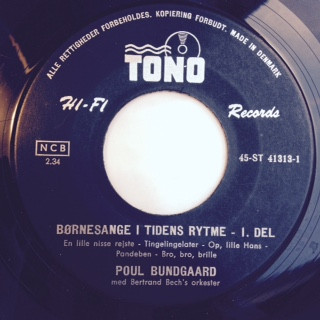 ALLE RETTIGHEDER FORBEHOLDES. KOPIERING FORBUDT. MADE IN DENMARK
TONO
HI-FI Records
NCB
2.34
45-ST 41313-1
BØRNESANGE I TIDENS RYTME - I. DEL
En lille nisse rejste - Tingelingelater - Op, lille Hans -
Pandeben - Bro, bro, brille
POUL BUNDGAARD
med Bertrand Bech's orkester